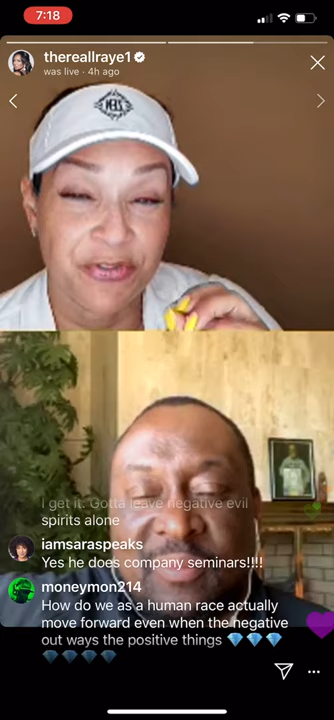 7:18
thereallraye1
was live · 4h ago
ZEN
I get it. Gotta leave negative evil
spirits alone
iamsaraspeaks
Yes he does company seminars!!!!
moneymon214
How do we as a human race actually
move forward even when the negative
out ways the positive things 💎💎💎
💎💎💎💎